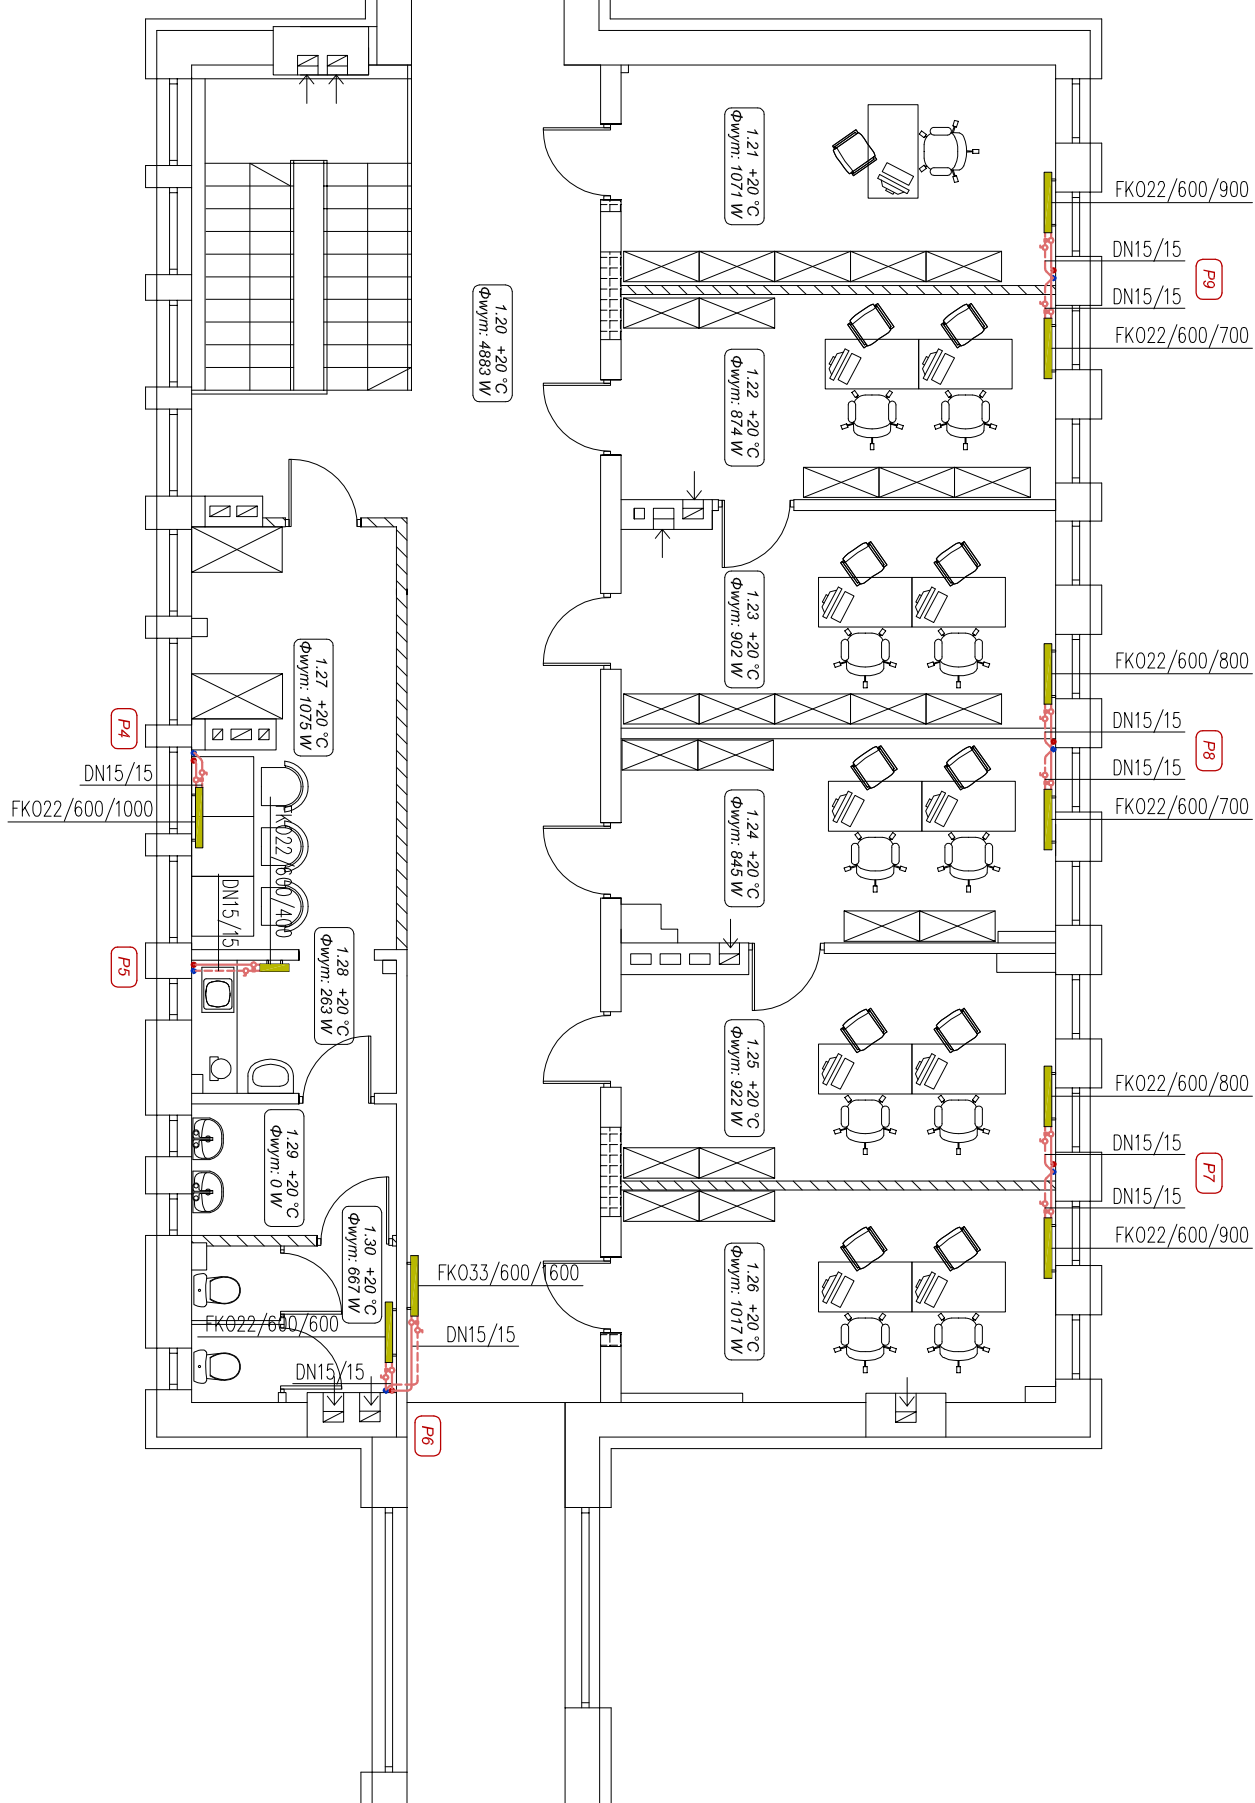 1.21 +20 °C
Φwym: 1071 W
FKO22/600/900
DN15/15
P9
DN15/15
FKO22/600/700
1.20 +20 °C
Φwym: 4883 W
1.22 +20 °C
Φwym: 874 W
1.23 +20 °C
Φwym: 902 W
FKO22/600/800
DN15/15
P8
DN15/15
FKO22/600/700
1.27 +20 °C
Φwym: 1075 W
P4
DN15/15
FKO22/600/1000
FKO22/600/400
DN15/15
1.24 +20 °C
Φwym: 845 W
P5
1.28 +20 °C
Φwym: 263 W
1.25 +20 °C
Φwym: 922 W
FKO22/600/800
DN15/15
P7
DN15/15
FKO22/600/900
1.29 +20 °C
Φwym: 0 W
1.30 +20 °C
Φwym: 667 W
FKO33/600/1600
FKO22/600/600
DN15/15
DN15/15
1.26 +20 °C
Φwym: 1017 W
P6